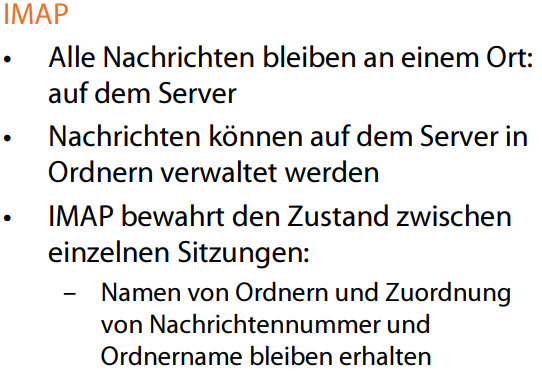 IMAP
• Alle Nachrichten bleiben an einem Ort:
auf dem Server
• Nachrichten können auf dem Server in
Ordnern verwaltet werden
• IMAP bewahrt den Zustand zwischen
einzelnen Sitzungen:
– Namen von Ordnern und Zuordnung
von Nachrichtennummer und
Ordnername bleiben erhalten